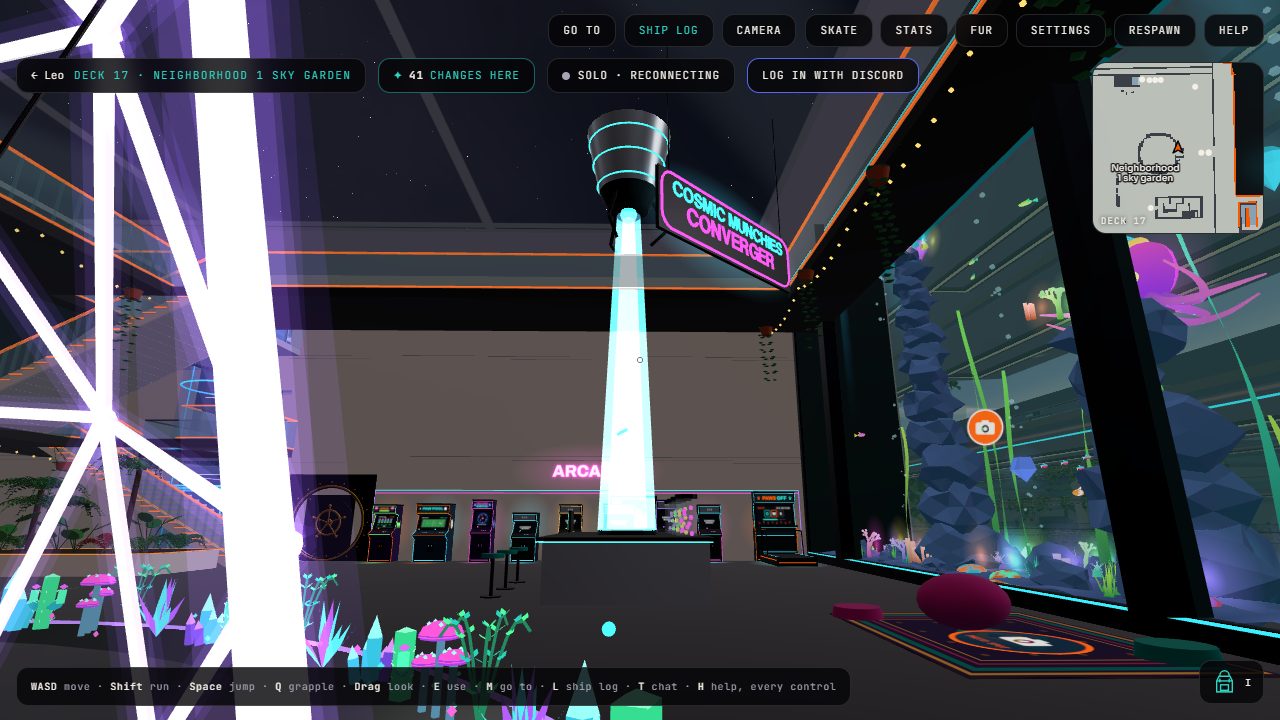 GO TO
SHIP LOG
CAMERA
SKATE
STATS
FUR
SETTINGS
RESPAWN
HELP
← Leo DECK 17 · NEIGHBORHOOD 1 SKY GARDEN
✦ 41 CHANGES HERE
SOLO · RECONNECTING
LOG IN WITH DISCORD
Neighborhood
1 sky garden
DECK 17
COSMIC MUNCHIES
CONVERGER
ARCA
PAWS OFF
WASD move · Shift run · Space jump · Q grapple · Drag look · E use · M go to · L ship log · T chat · H help, every control
I